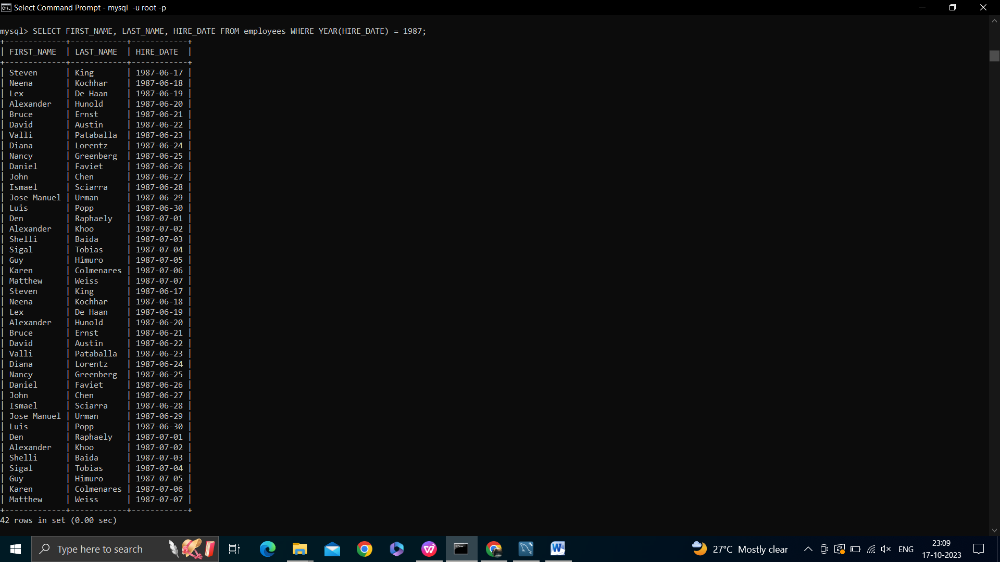 Select Command Prompt - mysql  -u root -p
mysql> SELECT FIRST_NAME, LAST_NAME, HIRE_DATE FROM employees WHERE YEAR(HIRE_DATE) = 1987;
+-------------+------------+------------+
| FIRST_NAME  | LAST_NAME  | HIRE_DATE  |
+-------------+------------+------------+
| Steven      | King       | 1987-06-17 |
| Neena       | Kochhar    | 1987-06-18 |
| Lex         | De Haan    | 1987-06-19 |
| Alexander   | Hunold     | 1987-06-20 |
| Bruce       | Ernst      | 1987-06-21 |
| David       | Austin     | 1987-06-22 |
| Valli       | Pataballa  | 1987-06-23 |
| Diana       | Lorentz    | 1987-06-24 |
| Nancy       | Greenberg  | 1987-06-25 |
| Daniel      | Faviet     | 1987-06-26 |
| John        | Chen       | 1987-06-27 |
| Ismael      | Sciarra    | 1987-06-28 |
| Jose Manuel | Urman      | 1987-06-29 |
| Luis        | Popp       | 1987-06-30 |
| Den         | Raphaely   | 1987-07-01 |
| Alexander   | Khoo       | 1987-07-02 |
| Shelli      | Baida      | 1987-07-03 |
| Sigal       | Tobias     | 1987-07-04 |
| Guy         | Himuro     | 1987-07-05 |
| Karen       | Colmenares | 1987-07-06 |
| Matthew     | Weiss      | 1987-07-07 |
| Steven      | King       | 1987-06-17 |
| Neena       | Kochhar    | 1987-06-18 |
| Lex         | De Haan    | 1987-06-19 |
| Alexander   | Hunold     | 1987-06-20 |
| Bruce       | Ernst      | 1987-06-21 |
| David       | Austin     | 1987-06-22 |
| Valli       | Pataballa  | 1987-06-23 |
| Diana       | Lorentz    | 1987-06-24 |
| Nancy       | Greenberg  | 1987-06-25 |
| Daniel      | Faviet     | 1987-06-26 |
| John        | Chen       | 1987-06-27 |
| Ismael      | Sciarra    | 1987-06-28 |
| Jose Manuel | Urman      | 1987-06-29 |
| Luis        | Popp       | 1987-06-30 |
| Den         | Raphaely   | 1987-07-01 |
| Alexander   | Khoo       | 1987-07-02 |
| Shelli      | Baida      | 1987-07-03 |
| Sigal       | Tobias     | 1987-07-04 |
| Guy         | Himuro     | 1987-07-05 |
| Karen       | Colmenares | 1987-07-06 |
| Matthew     | Weiss      | 1987-07-07 |
+-------------+------------+------------+
42 rows in set (0.00 sec)
Type here to search
27°C  Mostly clear
ENG
23:09
17-10-2023